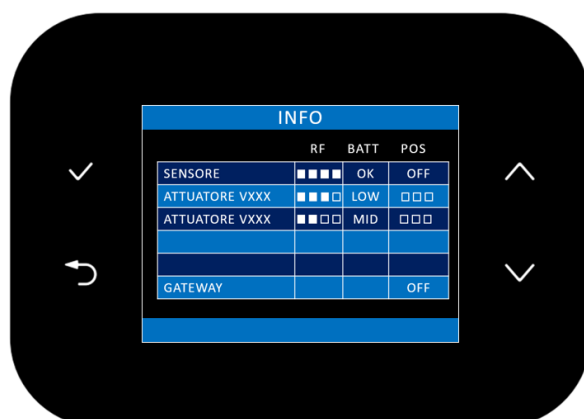 INFO
RF BATT POS
SENSORE OK OFF
ATTUATORE VXXX LOW
ATTUATORE VXXX MID
GATEWAY OFF